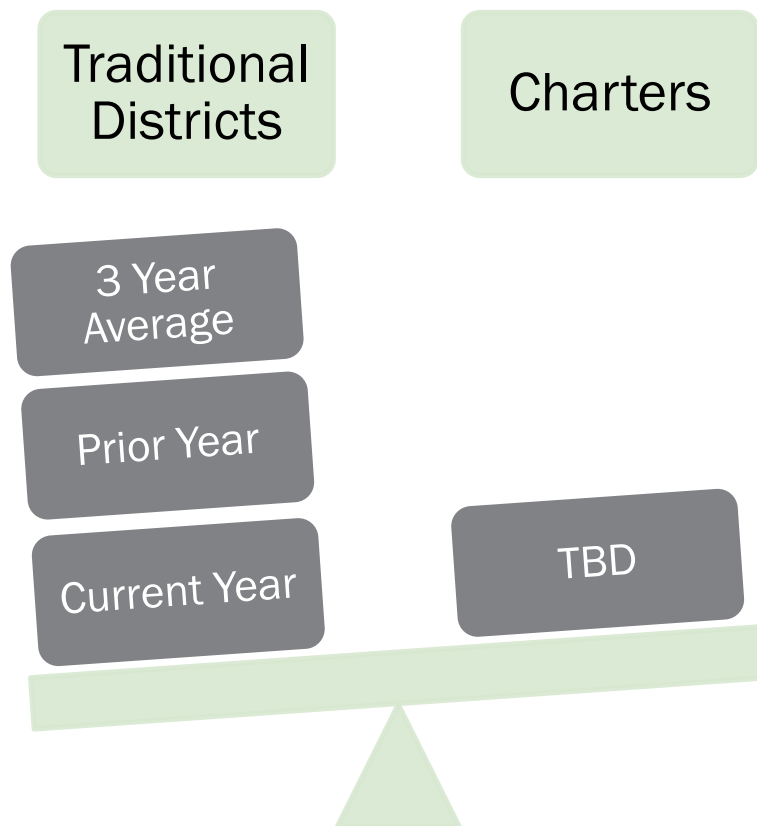 Traditional
Districts
Charters
3 Year
Average
Prior Year
Current Year
TBD